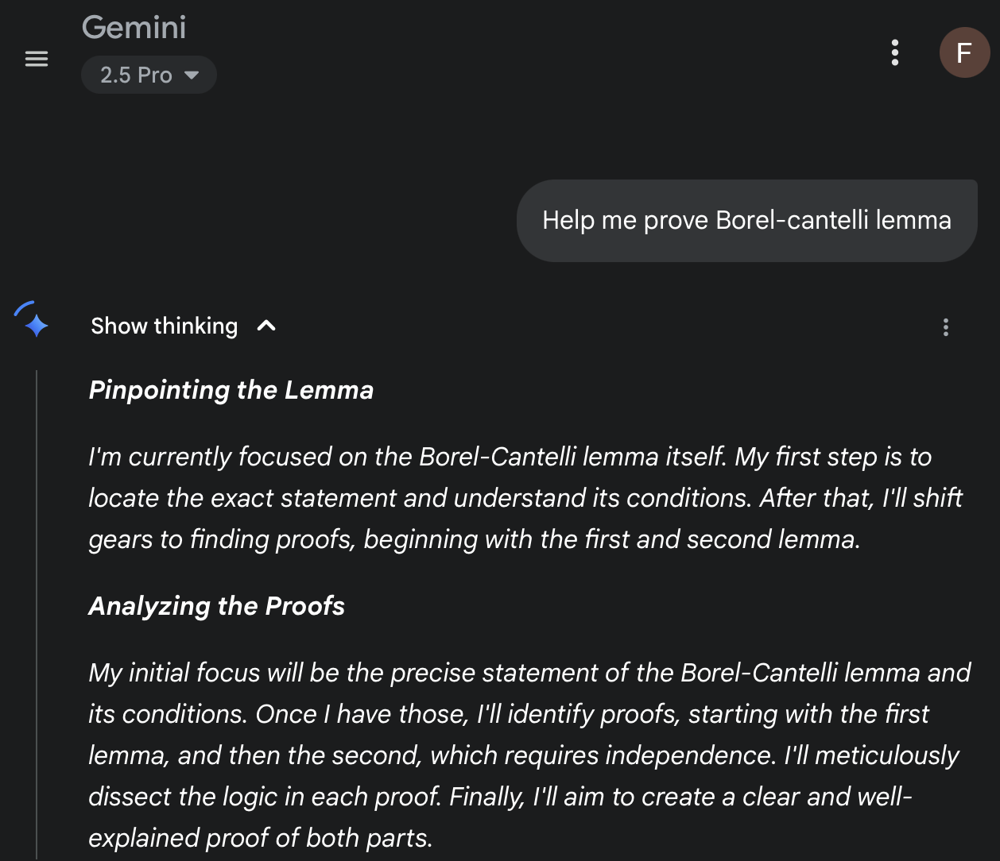 Gemini
2.5 Pro
F
Help me prove Borel-cantelli lemma
Show thinking
Pinpointing the Lemma
I'm currently focused on the Borel-Cantelli lemma itself. My first step is to
locate the exact statement and understand its conditions. After that, I'll shift
gears to finding proofs, beginning with the first and second lemma.
Analyzing the Proofs
My initial focus will be the precise statement of the Borel-Cantelli lemma and
its conditions. Once I have those, I'll identify proofs, starting with the first
lemma, and then the second, which requires independence. I'll meticulously
dissect the logic in each proof. Finally, I'll aim to create a clear and well-
explained proof of both parts.